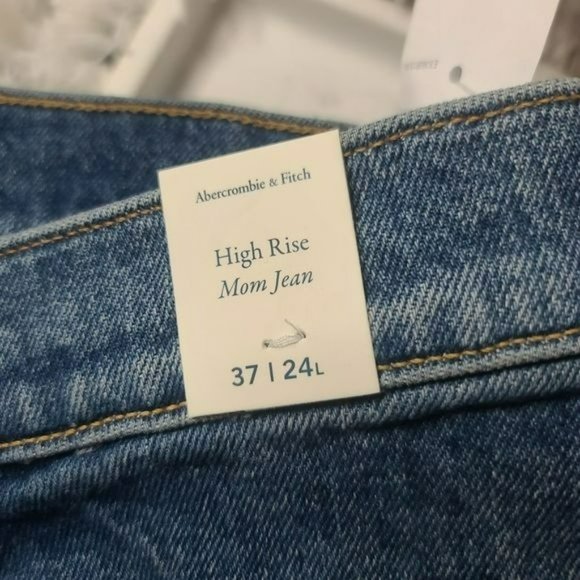 Abercrombie & Fitch
High Rise
Mom Jean
37 | 24L